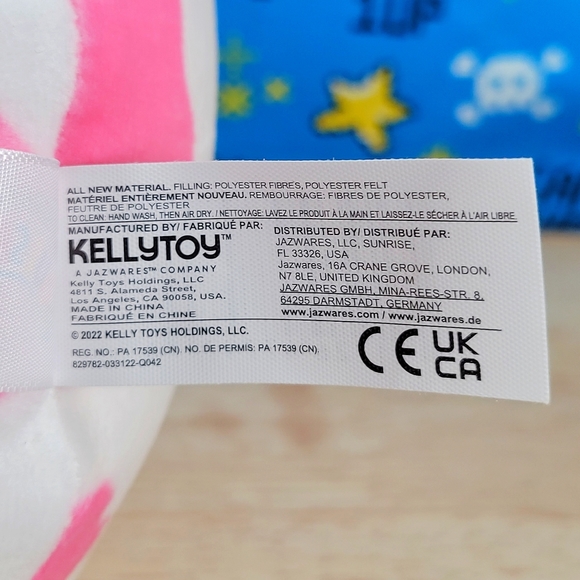 1UP
ALL NEW MATERIAL. FILLING: POLYESTER FIBRES, POLYESTER FELT
MATÉRIEL ENTIÈREMENT NOUVEAU. REMBOURRAGE: FIBRES DE POLYESTER,
FEUTRE DE POLYESTER
TO CLEAN: HAND WASH, THEN AIR DRY. / NETTOYAGE: LAVEZ LE PRODUIT À LA MAIN ET LAISSEZ-LE SÉCHER À L'AIR LIBRE.
MANUFACTURED BY/ FABRIQUÉ PAR:
KELLYTOY™
A JAZWARES™ COMPANY
Kelly Toys Holdings, LLC
4811 S. Alameda Street,
Los Angeles, CA 90058, USA.
MADE IN CHINA
FABRIQUÉ EN CHINE
DISTRIBUTED BY/ DISTRIBUÉ PAR:
JAZWARES, LLC, SUNRISE,
FL 33326, USA
Jazwares, 16A CRANE GROVE, LONDON,
N7 8LE, UNITED KINGDOM
JAZWARES GMBH, MINA-REES-STR. 8,
64295 DARMSTADT, GERMANY
www.jazwares.com / www.jazwares.de
© 2022 KELLY TOYS HOLDINGS, LLC.
REG. NO.: PA 17539 (CN). NO. DE PERMIS: PA 17539 (CN).
829782-033122-Q042
CE
UK
CA